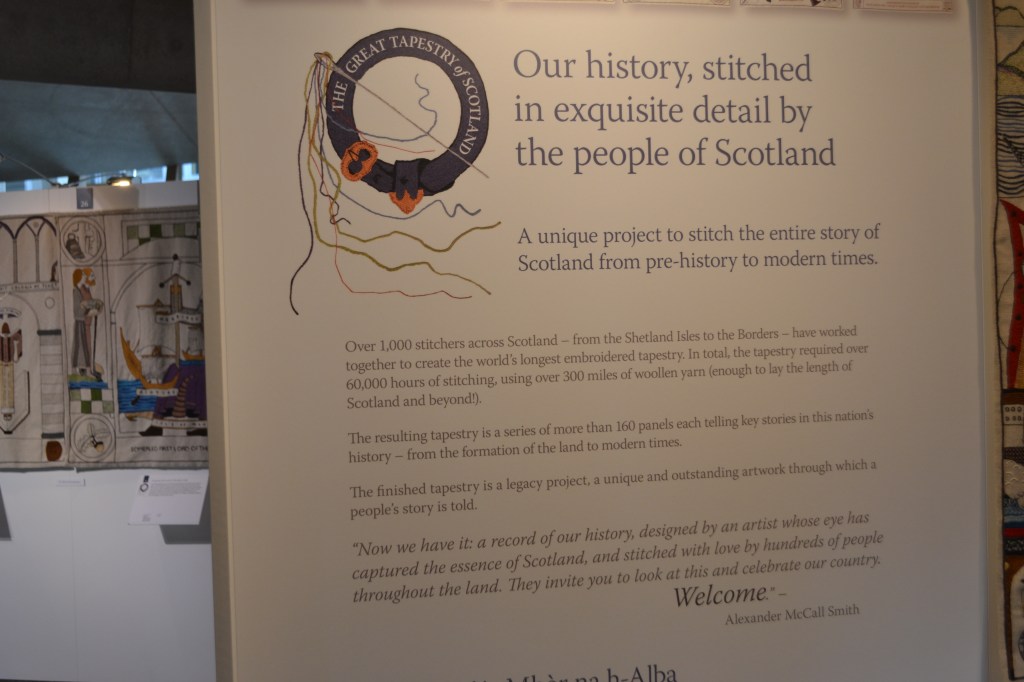 THE GREAT TAPESTRY of SCOTLAND
Our history, stitched
in exquisite detail by
the people of Scotland
A unique project to stitch the entire story of
Scotland from pre-history to modern times.
Over 1,000 stitchers across Scotland – from the Shetland Isles to the Borders – have worked
together to create the world's longest embroidered tapestry. In total, the tapestry required over
60,000 hours of stitching, using over 300 miles of woollen yarn (enough to lay the length of
Scotland and beyond!).
The resulting tapestry is a series of more than 160 panels each telling key stories in this nation's
history – from the formation of the land to modern times.
The finished tapestry is a legacy project, a unique and outstanding artwork through which a
people's story is told.
"Now we have it: a record of our history, designed by an artist whose eye has
captured the essence of Scotland, and stitched with love by hundreds of people
throughout the land. They invite you to look at this and celebrate our country.
Welcome." –
Alexander McCall Smith
na h-Alba